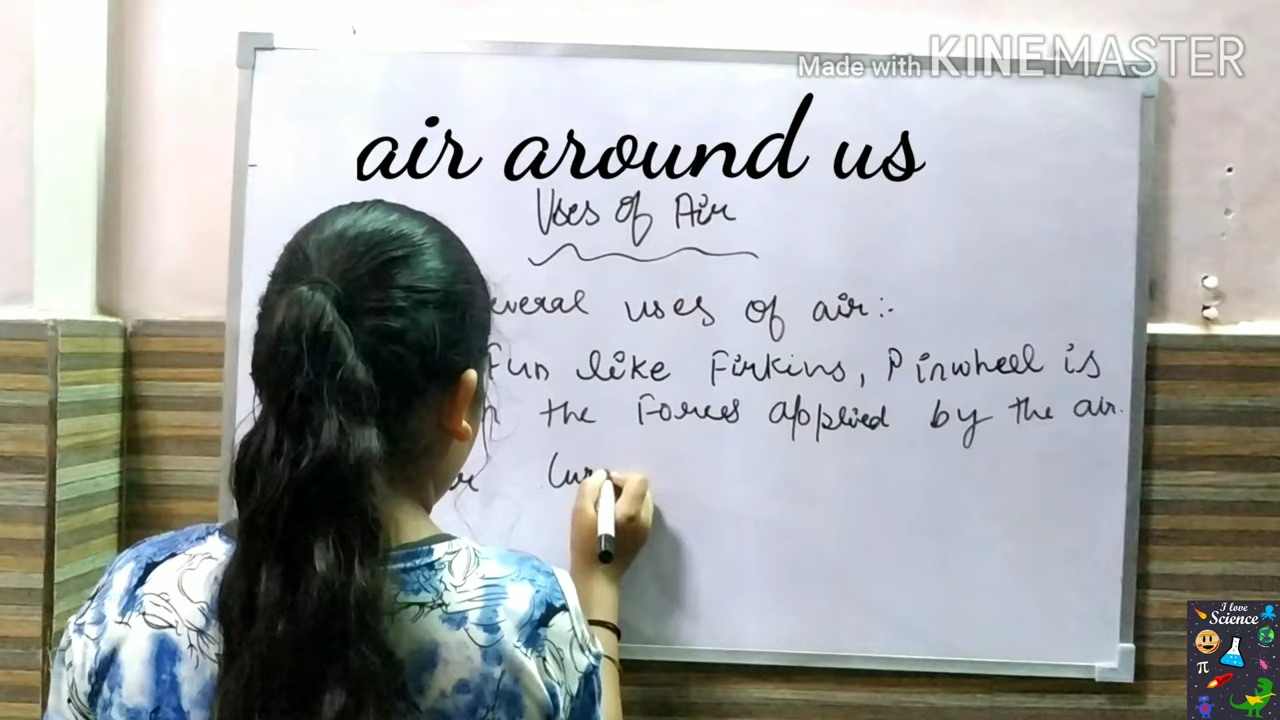 Made with KINEMASTER
air around us
Uses of Air
uses of air:-
Fun like Firkins, Pinwheel is
the Forces applied by the air.
I love
Science
π